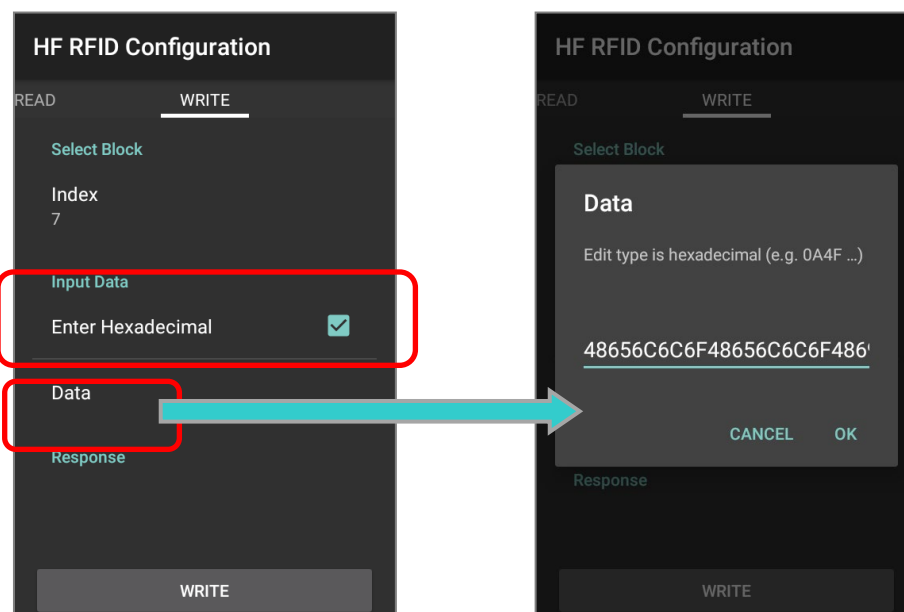 HF RFID Configuration
READ WRITE
Select Block
Index
7
Input Data
Enter Hexadecimal
Data
Response
WRITE
HF RFID Configuration
READ WRITE
Select Block
Data
Edit type is hexadecimal (e.g. 0A4F ...)
48656C6C6F48656C6C6F486
CANCEL OK
Response
WRITE